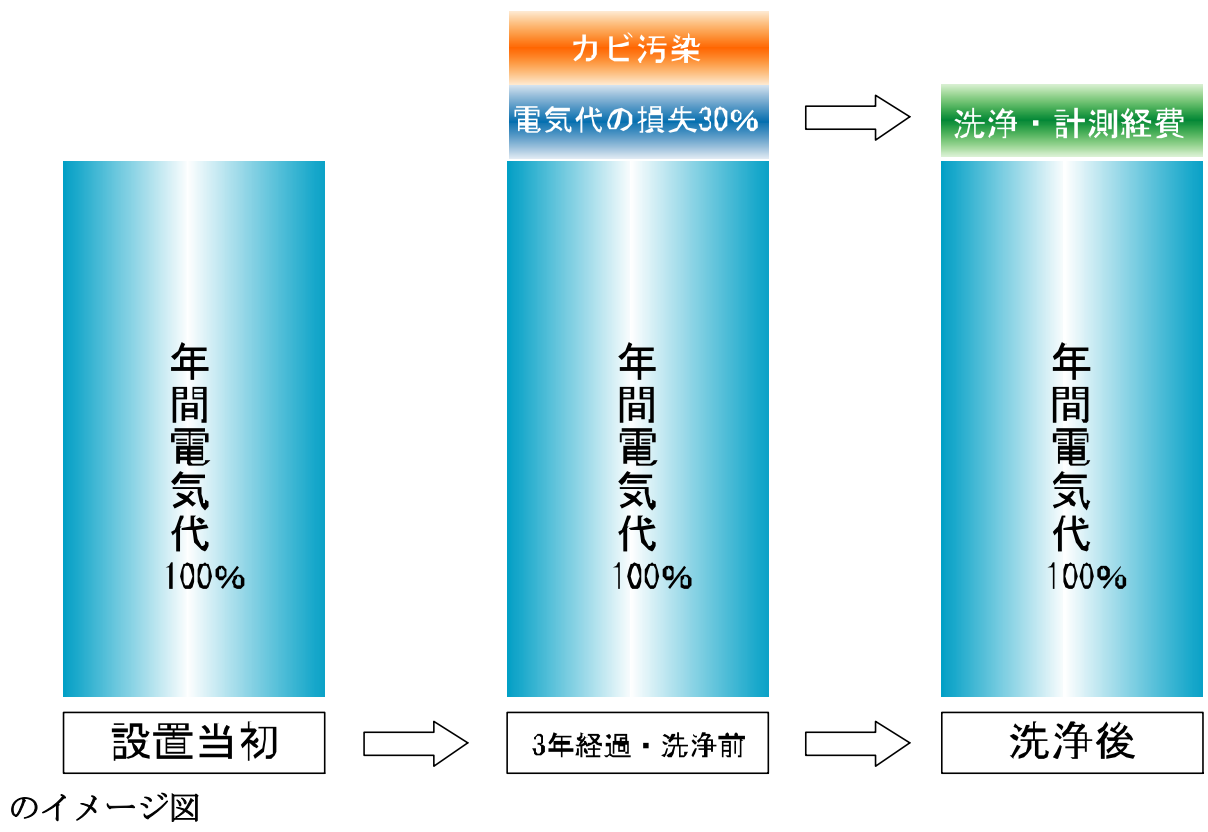 カビ汚染
電気代の損失30%
洗浄・計測経費
年間電気代
100%
年間電気代
100%
年間電気代
100%
設置当初
3年経過・洗浄前
洗浄後
のイメージ図